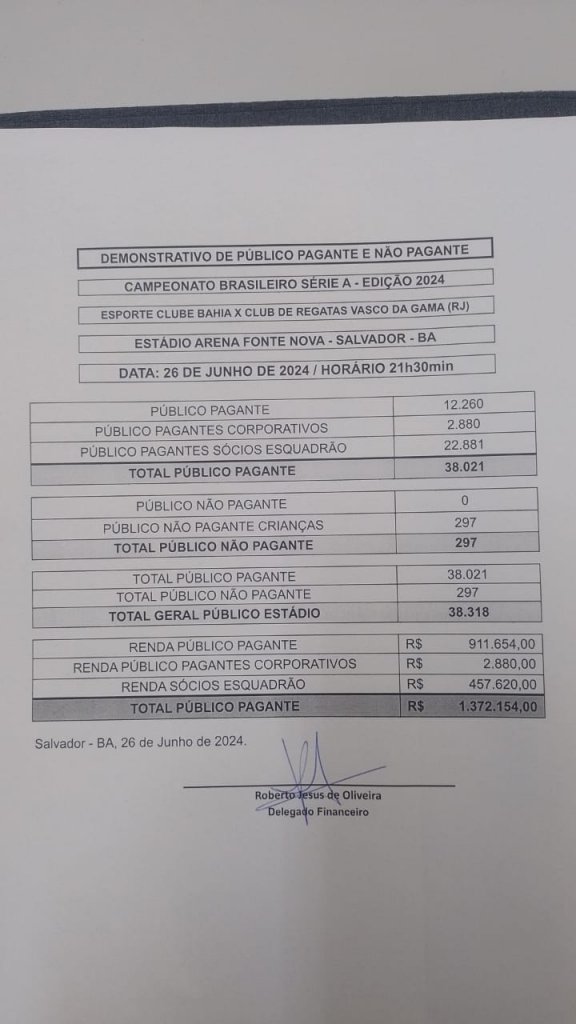 DEMONSTRATIVO DE PÚBLICO PAGANTE E NÃO PAGANTE
CAMPEONATO BRASILEIRO SÉRIE A - EDIÇÃO 2024
ESPORTE CLUBE BAHIA X CLUB DE REGATAS VASCO DA GAMA (RJ)
ESTÁDIO ARENA FONTE NOVA - SALVADOR - BA
DATA: 26 DE JUNHO DE 2024 / HORÁRIO 21h30min
PÚBLICO PAGANTE 12.260
PÚBLICO PAGANTES CORPORATIVOS 2.880
PÚBLICO PAGANTES SÓCIOS ESQUADRÃO 22.881
TOTAL PÚBLICO PAGANTE 38.021
PÚBLICO NÃO PAGANTE 0
PÚBLICO NÃO PAGANTE CRIANÇAS 297
TOTAL PÚBLICO NÃO PAGANTE 297
TOTAL PÚBLICO PAGANTE 38.021
TOTAL PÚBLICO NÃO PAGANTE 297
TOTAL GERAL PÚBLICO ESTÁDIO 38.318
RENDA PÚBLICO PAGANTE R$ 911.654,00
RENDA PÚBLICO PAGANTES CORPORATIVOS R$ 2.880,00
RENDA SÓCIOS ESQUADRÃO R$ 457.620,00
TOTAL PÚBLICO PAGANTE R$ 1.372.154,00
Salvador - BA, 26 de Junho de 2024.
Roberto Jesus de Oliveira
Delegado Financeiro